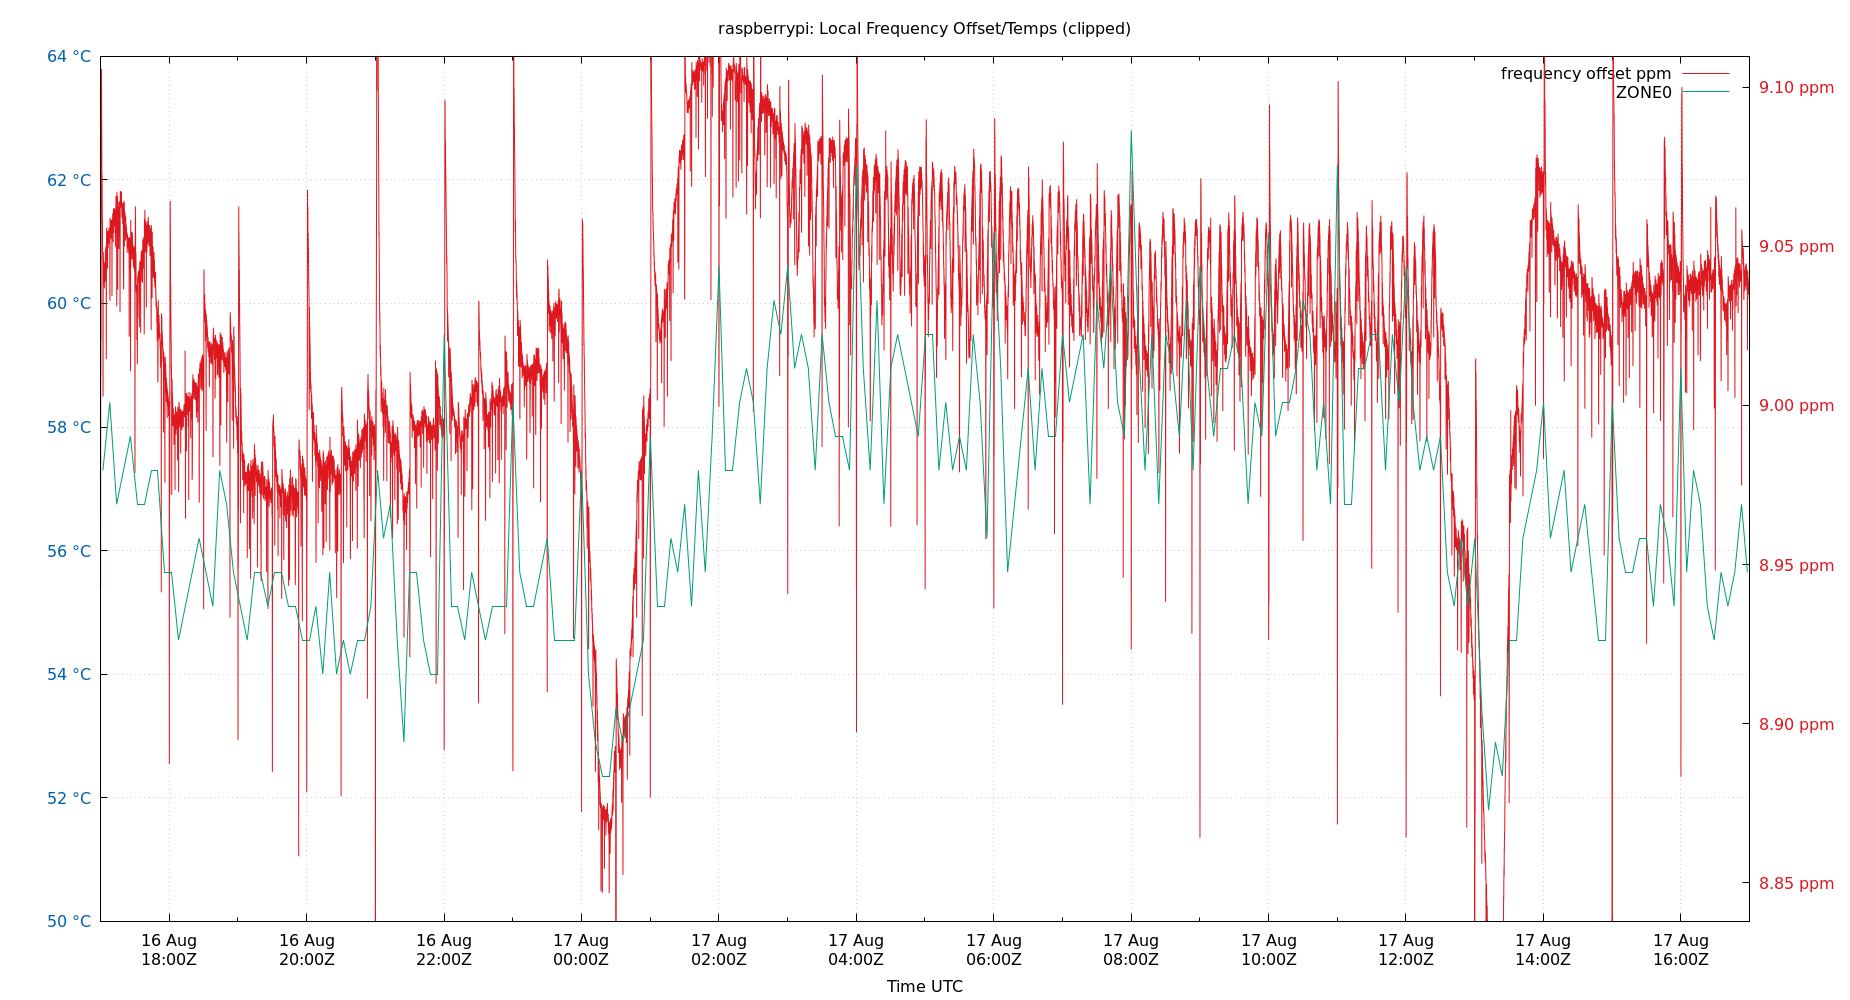 raspberrypi: Local Frequency Offset/Temps (clipped)
frequency offset ppm
ZONE0
64 °C
62 °C
60 °C
58 °C
56 °C
54 °C
52 °C
50 °C
9.10 ppm
9.05 ppm
9.00 ppm
8.95 ppm
8.90 ppm
8.85 ppm
16 Aug 16 Aug 16 Aug 17 Aug 17 Aug 17 Aug 17 Aug 17 Aug 17 Aug 17 Aug 17 Aug 17 Aug
18:00Z 20:00Z 22:00Z 00:00Z 02:00Z 04:00Z 06:00Z 08:00Z 10:00Z 12:00Z 14:00Z 16:00Z
Time UTC